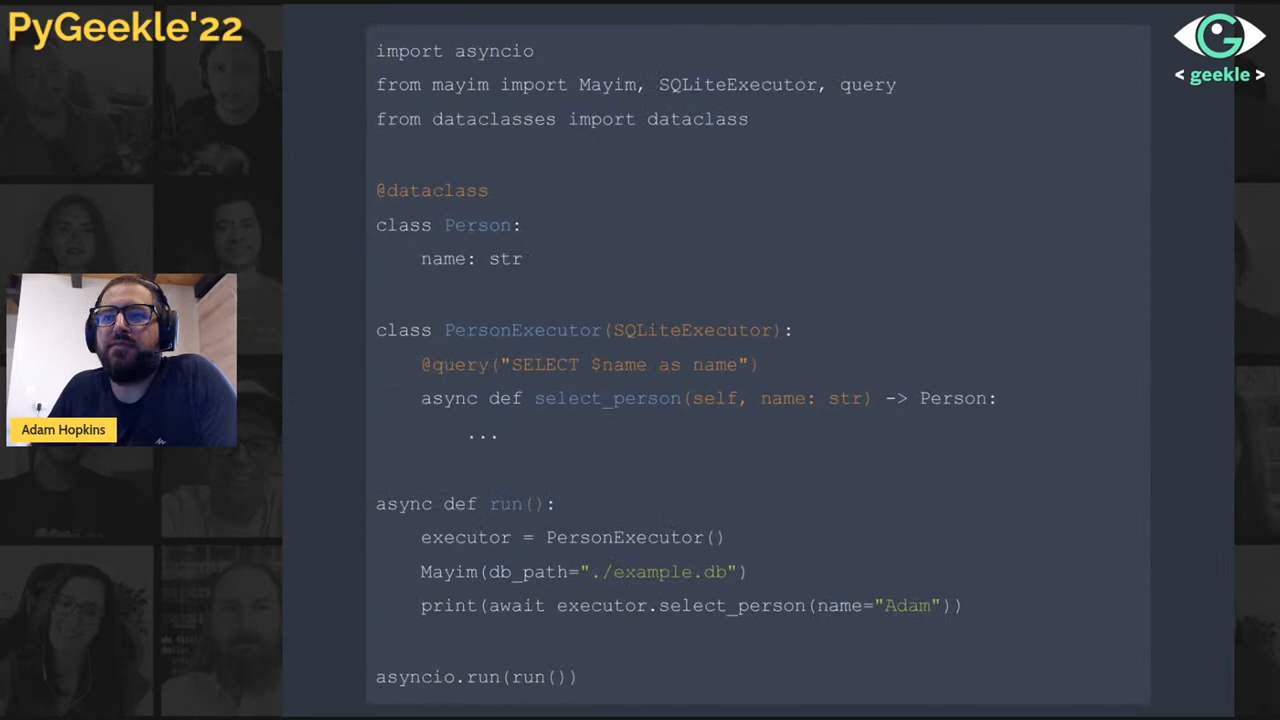 PyGeekle'22
< geekle >
import asyncio
from mayim import Mayim, SQLiteExecutor, query
from dataclasses import dataclass
@dataclass
class Person:
name: str
class PersonExecutor(SQLiteExecutor):
@query("SELECT $name as name")
async def select_person(self, name: str) -> Person:
...
async def run():
executor = PersonExecutor()
Mayim(db_path="./example.db")
print(await executor.select_person(name="Adam"))
asyncio.run(run())
Adam Hopkins